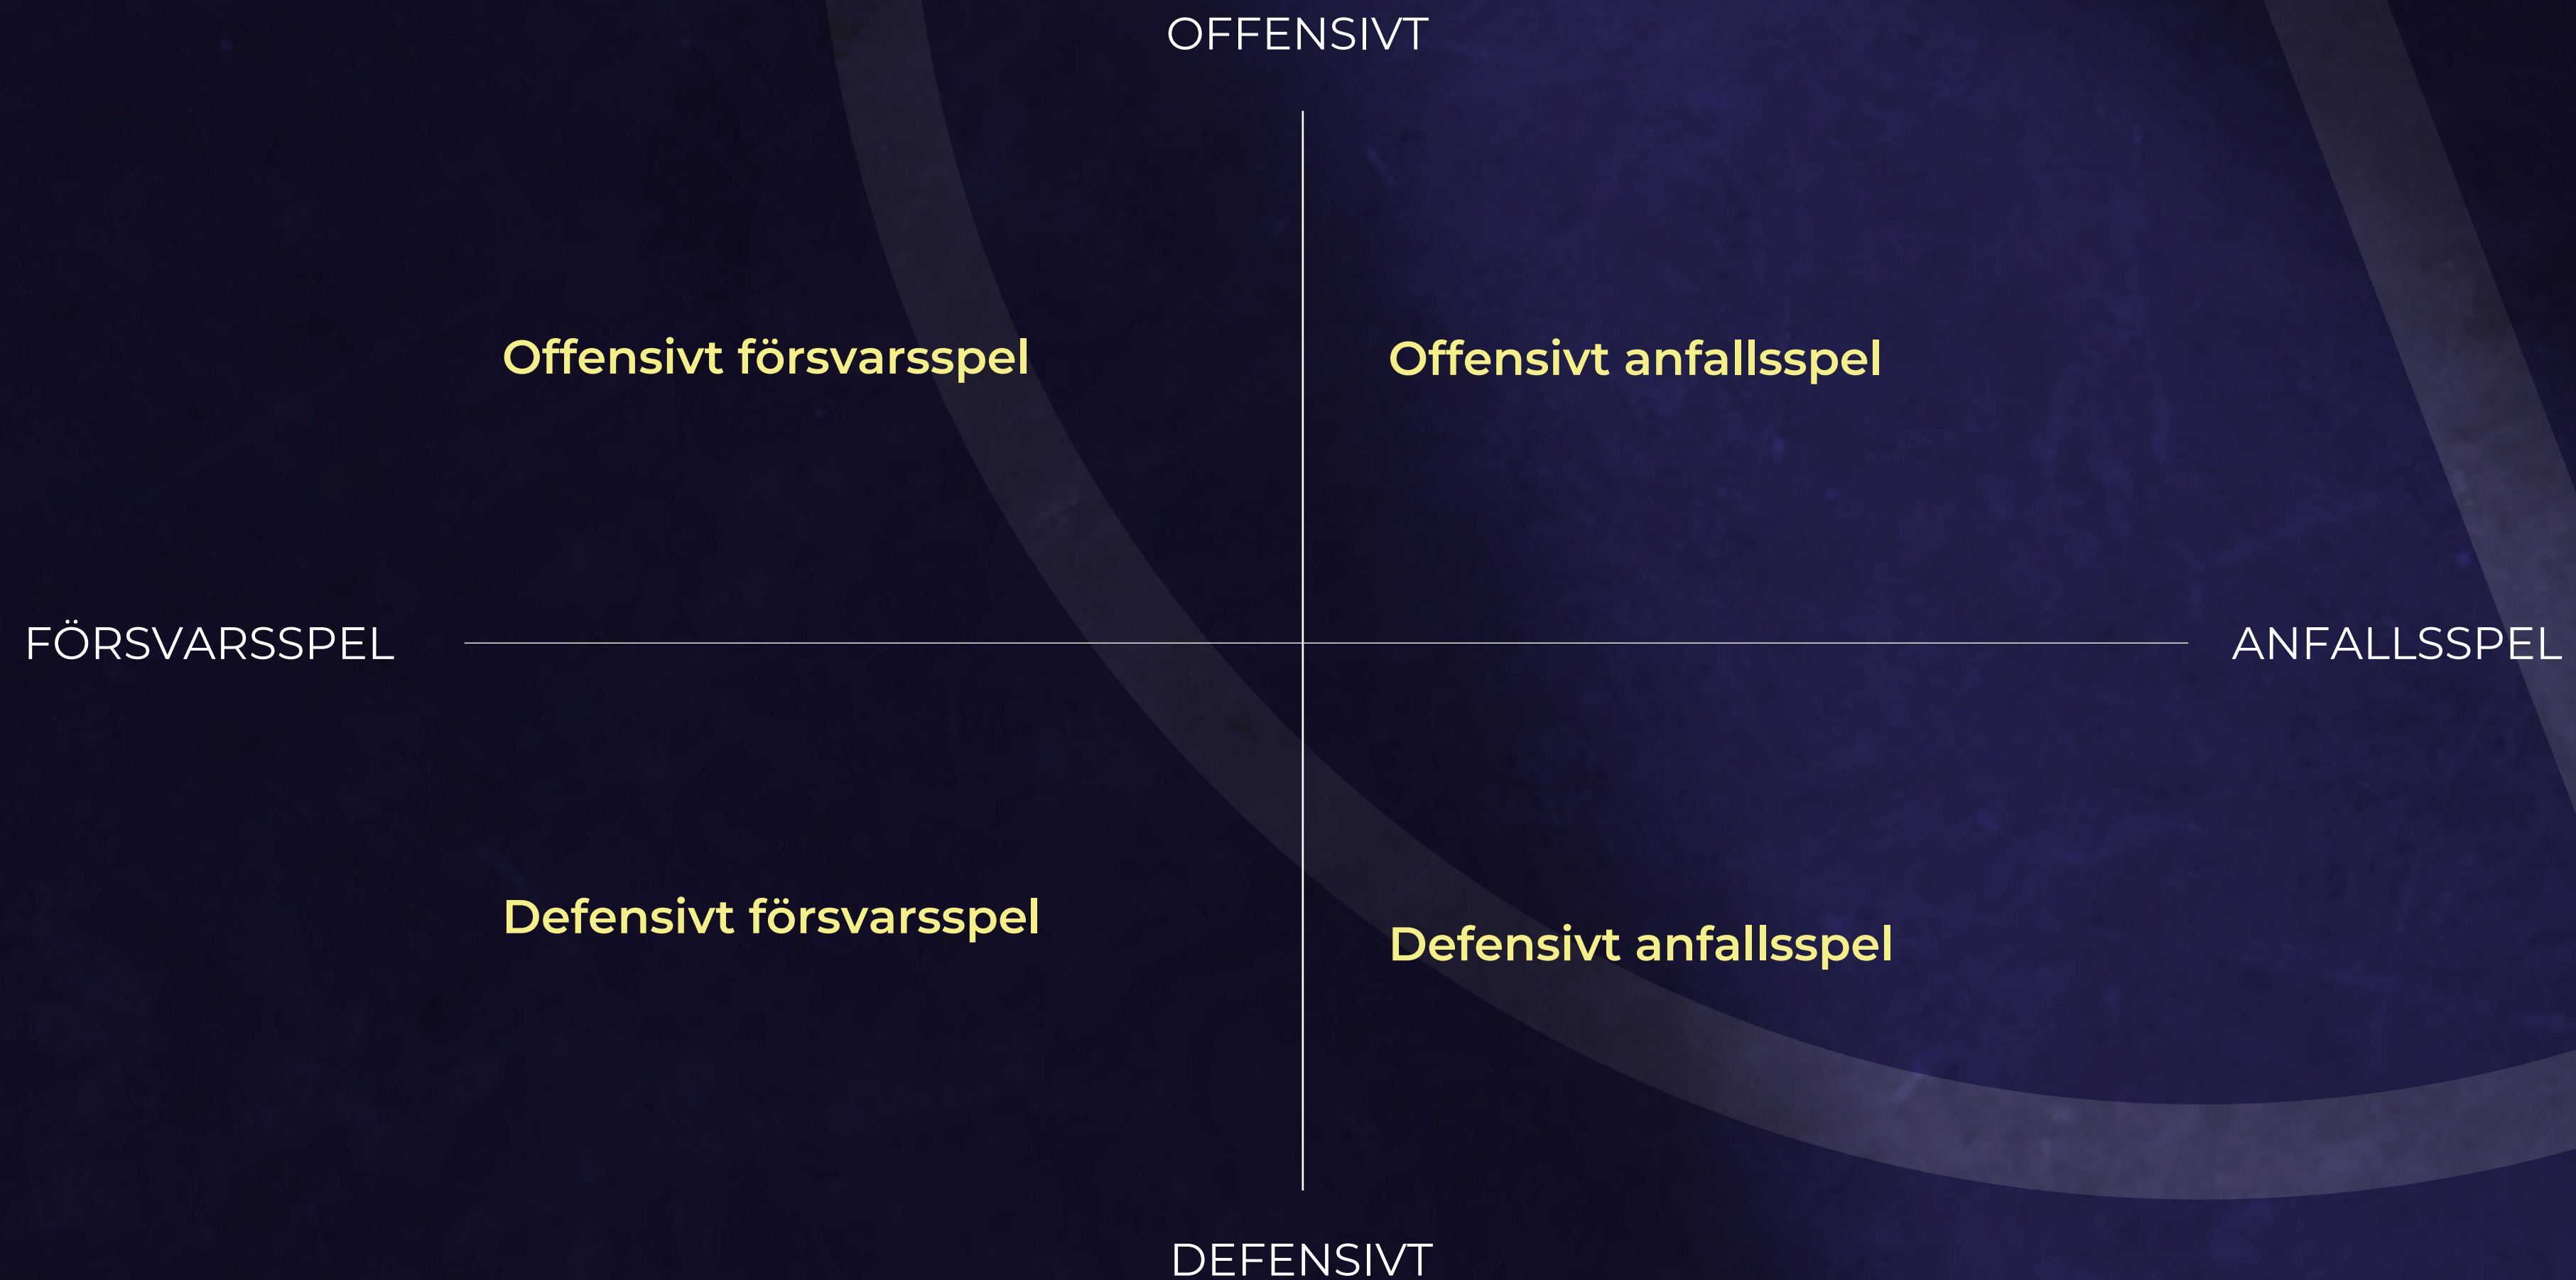 OFFENSIVT
Offensivt försvarsspel
Offensivt anfallsspel
FÖRSVARSSPEL
ANFALLSSPEL
Defensivt försvarsspel
Defensivt anfallsspel
DEFENSIVT